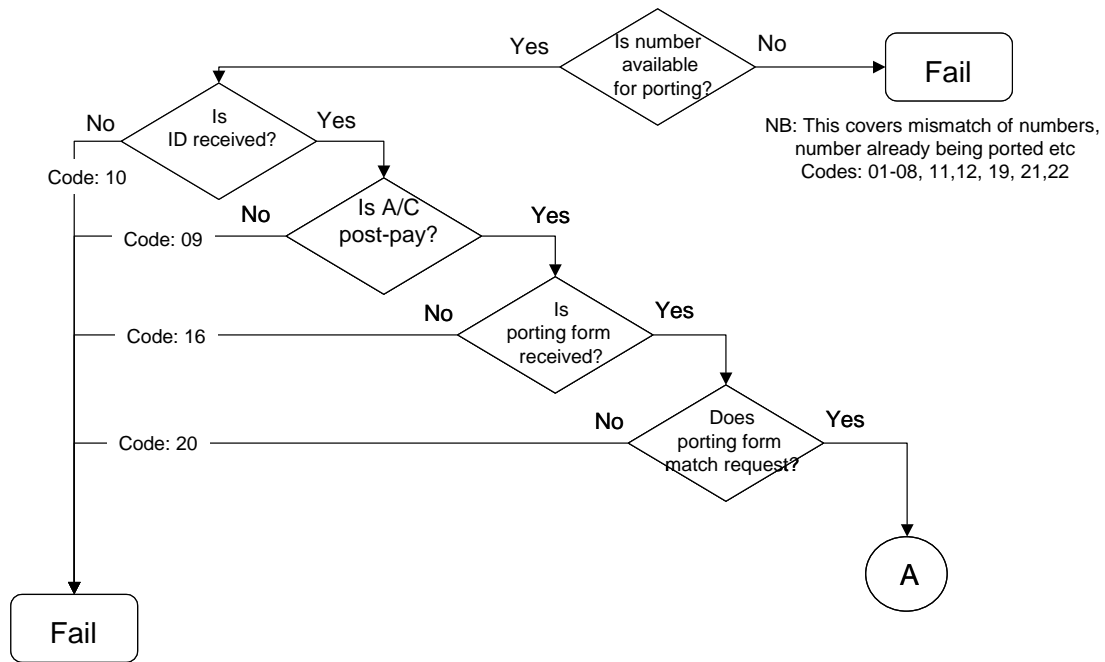 Is number
available
for porting?
Yes
No
Fail
NB: This covers mismatch of numbers,
number already being ported etc
Codes: 01-08, 11,12, 19, 21,22
Is
ID received?
No
Yes
Code: 10
Is A/C
post-pay?
No
Yes
Code: 09
Is
porting form
received?
No
Yes
Code: 16
Does
porting form
match request?
No
Yes
Code: 20
A
Fail